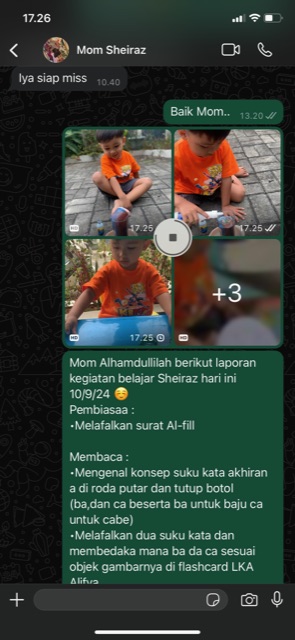 17.26
Mom Sheiraz
Iya siap miss 10.40
Baik Mom.. 13.20
HD 17.25
17.25
HD 17.25
HD +3
Mom Alhamdullilah berikut laporan
kegiatan belajar Sheiraz hari ini
10/9/24 ☺️
Pembiasaa :
•Melafalkan surat Al-fill
Membaca :
•Mengenal konsep suku kata akhiran
a di roda putar dan tutup botol
(ba,dan ca beserta ba untuk baju ca
untuk cabe)
•Melafalkan dua suku kata dan
membedaka mana ba da ca sesuai
objek gambarnya di flashcard LKA
Alifya